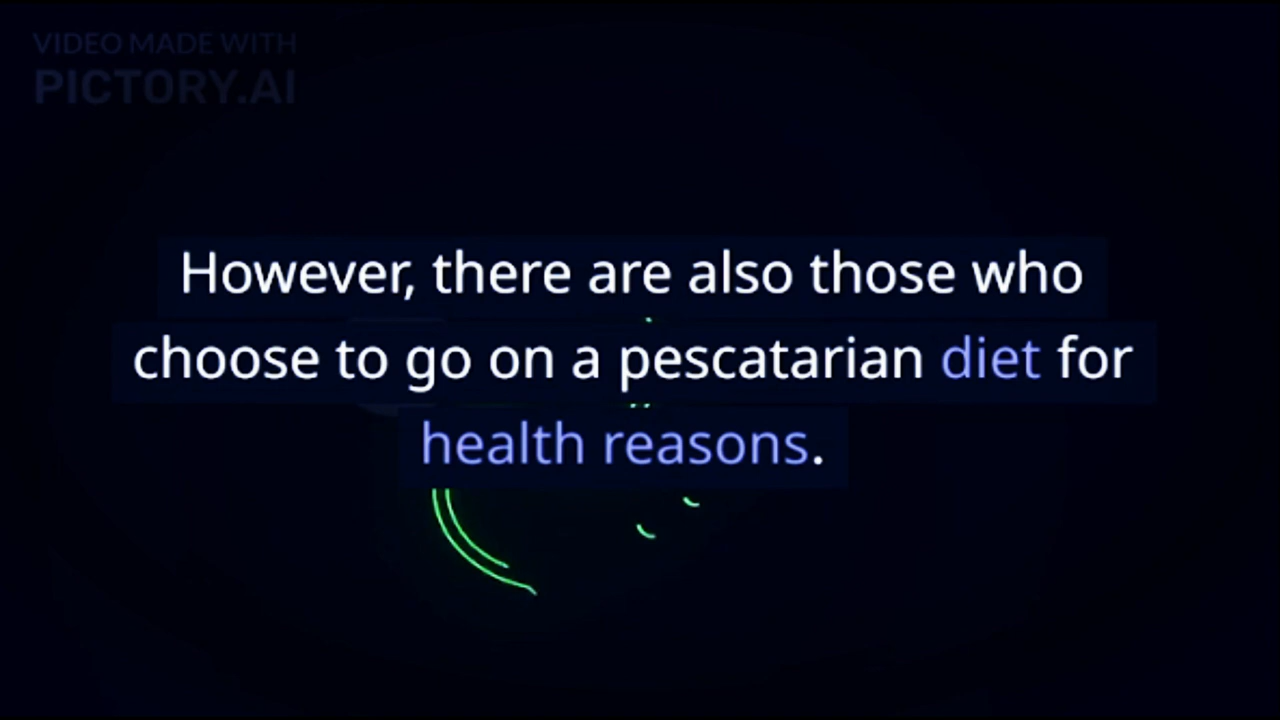 VIDEO MADE WITH
PICTORY.AI
However, there are also those who
choose to go on a pescatarian diet for
health reasons.